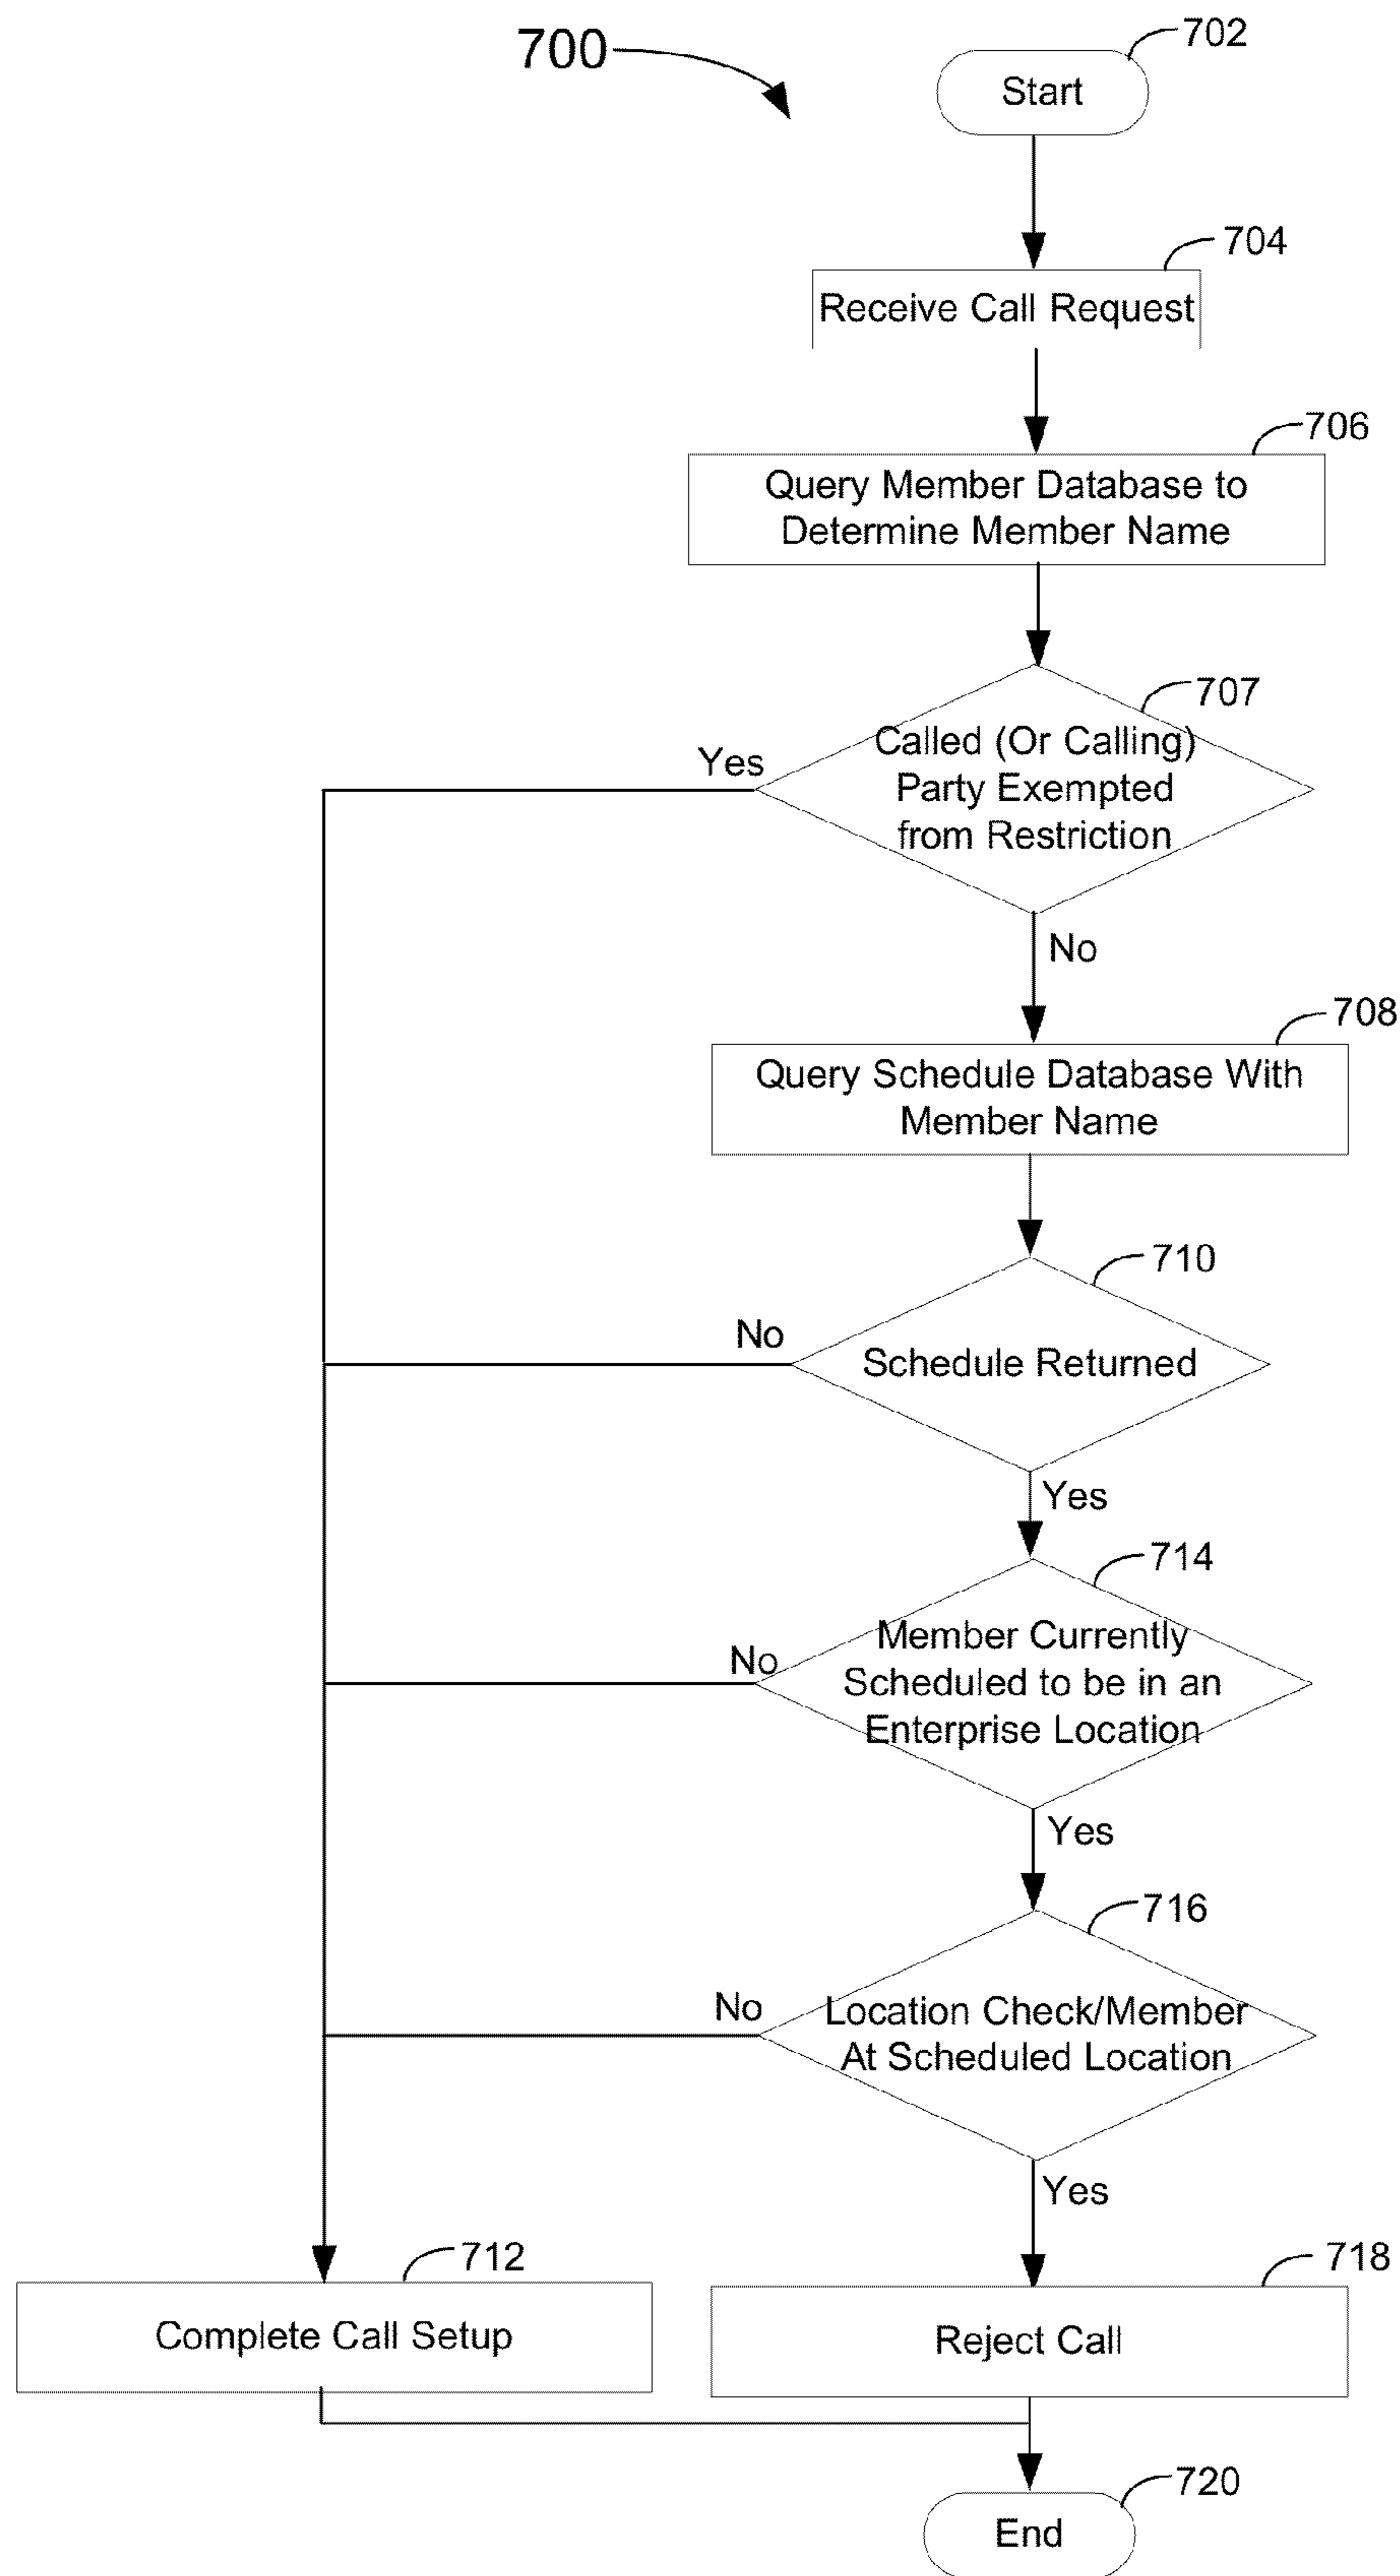 700
702
Start
704
Receive Call Request
706
Query Member Database to
Determine Member Name
707
Called (Or Calling)
Party Exempted
from Restriction
Yes
No
708
Query Schedule Database With
Member Name
710
Schedule Returned
No
Yes
714
Member Currently
Scheduled to be in an
Enterprise Location
No
Yes
716
Location Check/Member
At Scheduled Location
No
Yes
712
Complete Call Setup
718
Reject Call
720
End